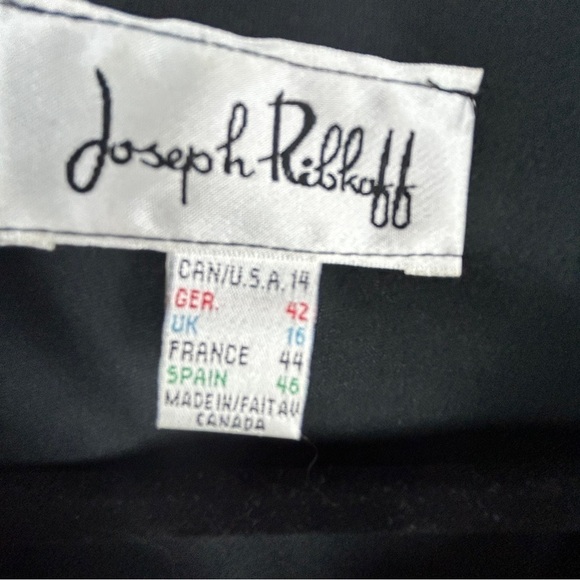 Joseph Ribkoff
CAN/U.S.A. 14
GER. 42
UK 16
FRANCE 44
SPAIN 46
MADE IN/FAIT AU
CANADA